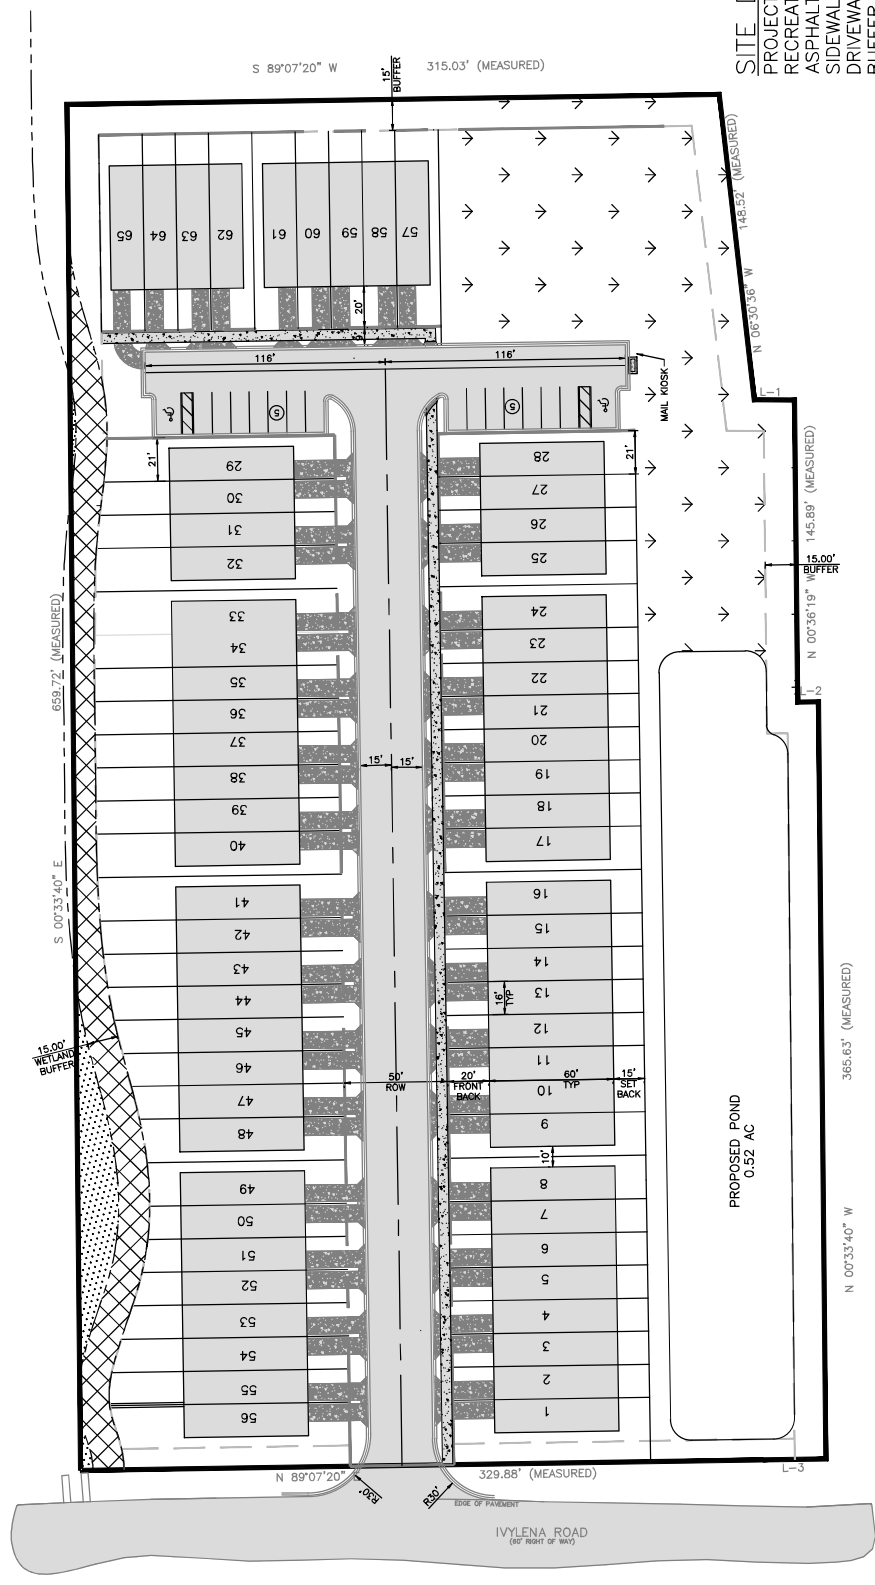 SITE
PROJECT
RECREAT
ASPHALT
SIDEWAL
DRIVEWA
BUFFER
S 89°07'20" W 315.03' (MEASURED)
15'
BUFFER
N 06°30'36" W 148.52' (MEASURED)
65
64
63
62
61
60
59
58
57
20'
9'
116'
116'
MAIL KIOSK
L-1
5
5
21'
21'
29
30
31
32
28
27
26
25
N 00°36'19" W 145.89' (MEASURED)
15.00'
BUFFER
S 00°33'40" E 659.72' (MEASURED)
33
34
35
36
37
38
39
40
24
23
22
21
20
19
18
17
L-2
15'
15'
41
42
43
44
45
46
47
48
16
15
14
13
12
11
10
9
16'
TYP
15.00'
WETLAND
BUFFER
50'
ROW
20'
FRONT
BACK
60'
TYP
15'
SET
BACK
10'
PROPOSED POND
0.52 AC
N 00°33'40" W 365.63' (MEASURED)
49
50
51
52
53
54
55
56
8
7
6
5
4
3
2
1
L-3
N 89°07'20" 329.88' (MEASURED)
R30'
R30'
EDGE OF PAVEMENT
IVYLENA ROAD
(60' RIGHT OF WAY)